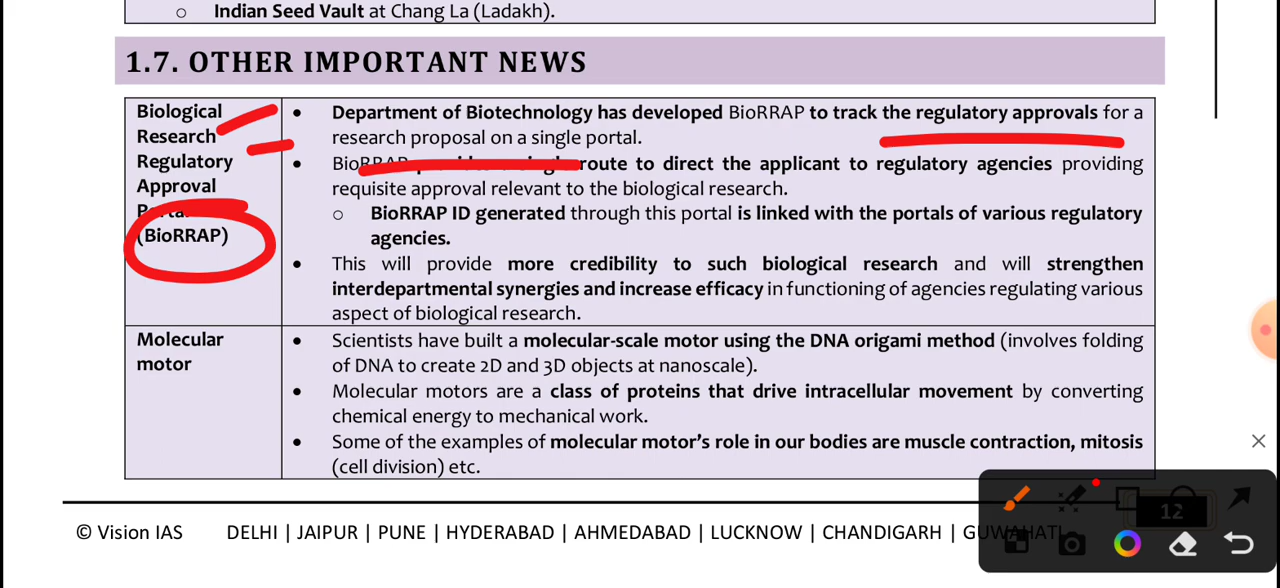 o Indian Seed Vault at Chang La (Ladakh).
1.7. OTHER IMPORTANT NEWS
Biological
Research
Regulatory
Approval
(BioRRAP)
• Department of Biotechnology has developed BioRRAP to track the regulatory approvals for a
research proposal on a single portal.
• BioRRAP route to direct the applicant to regulatory agencies providing
requisite approval relevant to the biological research.
o BioRRAP ID generated through this portal is linked with the portals of various regulatory
agencies.
• This will provide more credibility to such biological research and will strengthen
interdepartmental synergies and increase efficacy in functioning of agencies regulating various
aspect of biological research.
Molecular
motor
• Scientists have built a molecular-scale motor using the DNA origami method (involves folding
of DNA to create 2D and 3D objects at nanoscale).
• Molecular motors are a class of proteins that drive intracellular movement by converting
chemical energy to mechanical work.
• Some of the examples of molecular motor's role in our bodies are muscle contraction, mitosis
(cell division) etc.
© Vision IAS DELHI | JAIPUR | PUNE | HYDERABAD | AHMEDABAD | LUCKNOW | CHANDIGARH | GUWAHATI
12